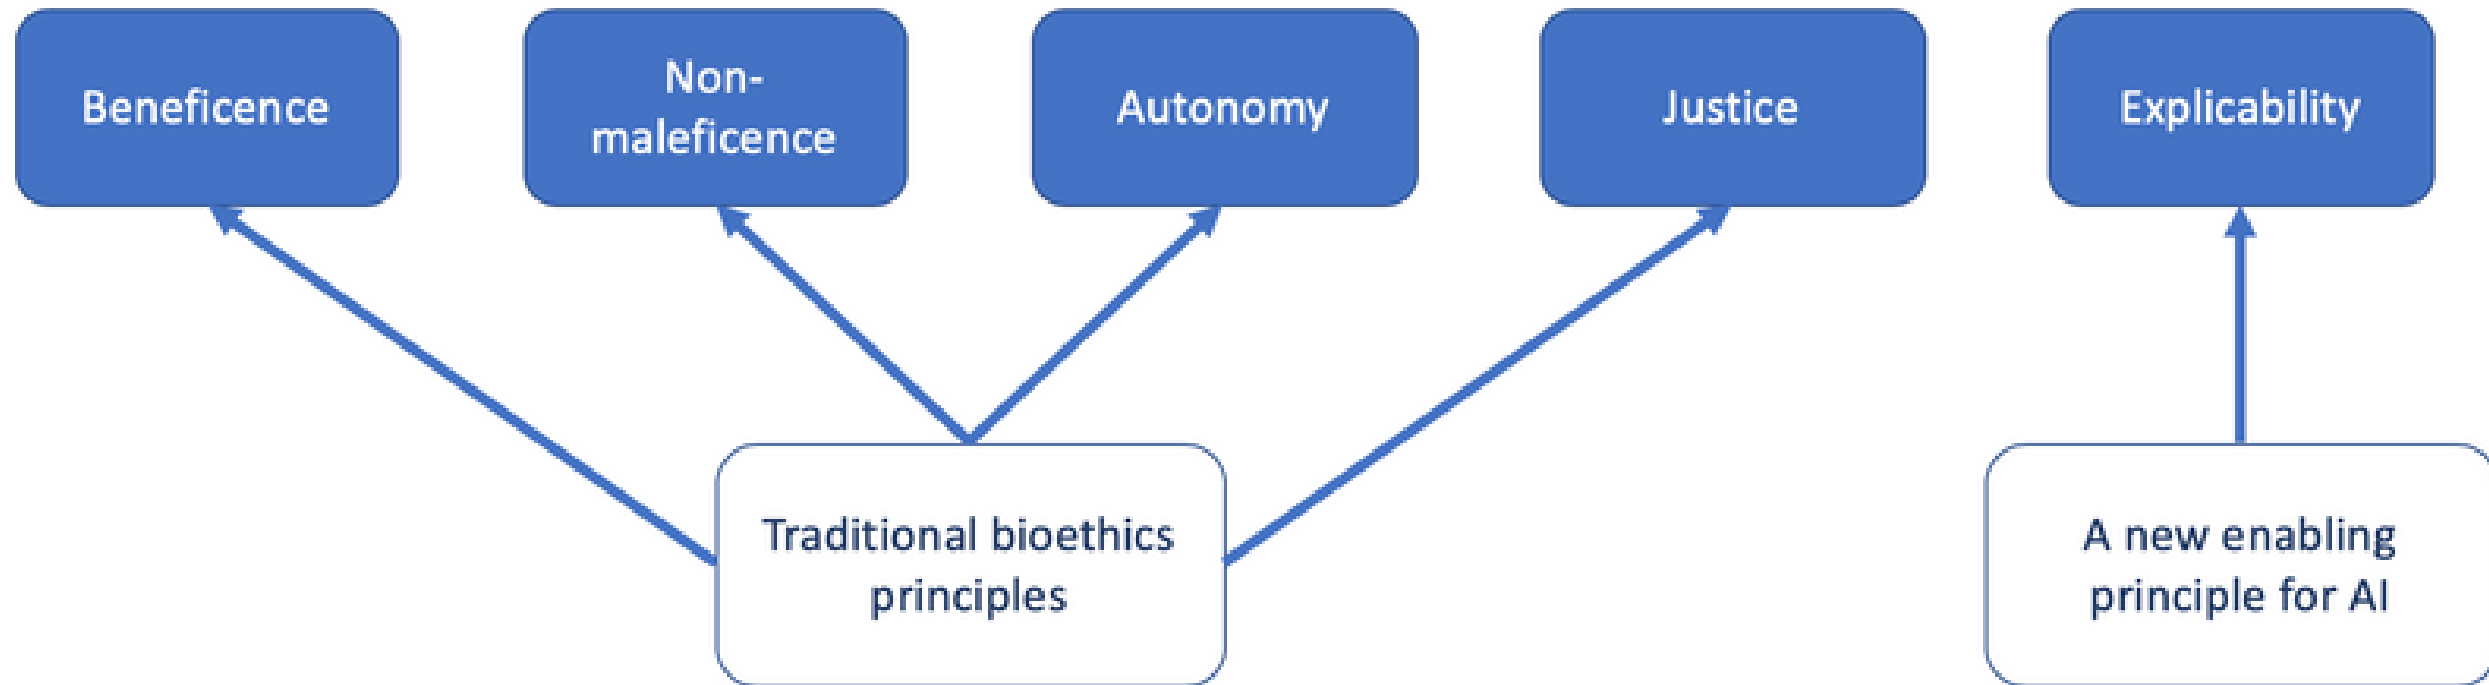 Beneficence
Non-
maleficence
Autonomy
Justice
Explicability
Traditional bioethics
principles
A new enabling
principle for AI